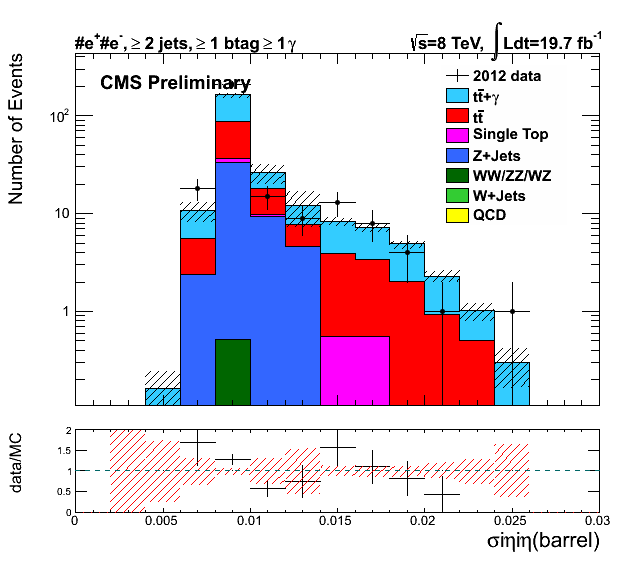 #e⁺#e⁻, ≥ 2 jets, ≥ 1 btag ≥ 1 γ
√s=8 TeV, ∫Ldt=19.7 fb⁻¹
CMS Preliminary
2012 data
tt̄+γ
tt̄
Single Top
Z+Jets
WW/ZZ/WZ
W+Jets
QCD
Number of Events
10²
10
1
data/MC
2
1.5
1
0.5
0
0 0.005 0.01 0.015 0.02 0.025 0.03
σiηiη(barrel)